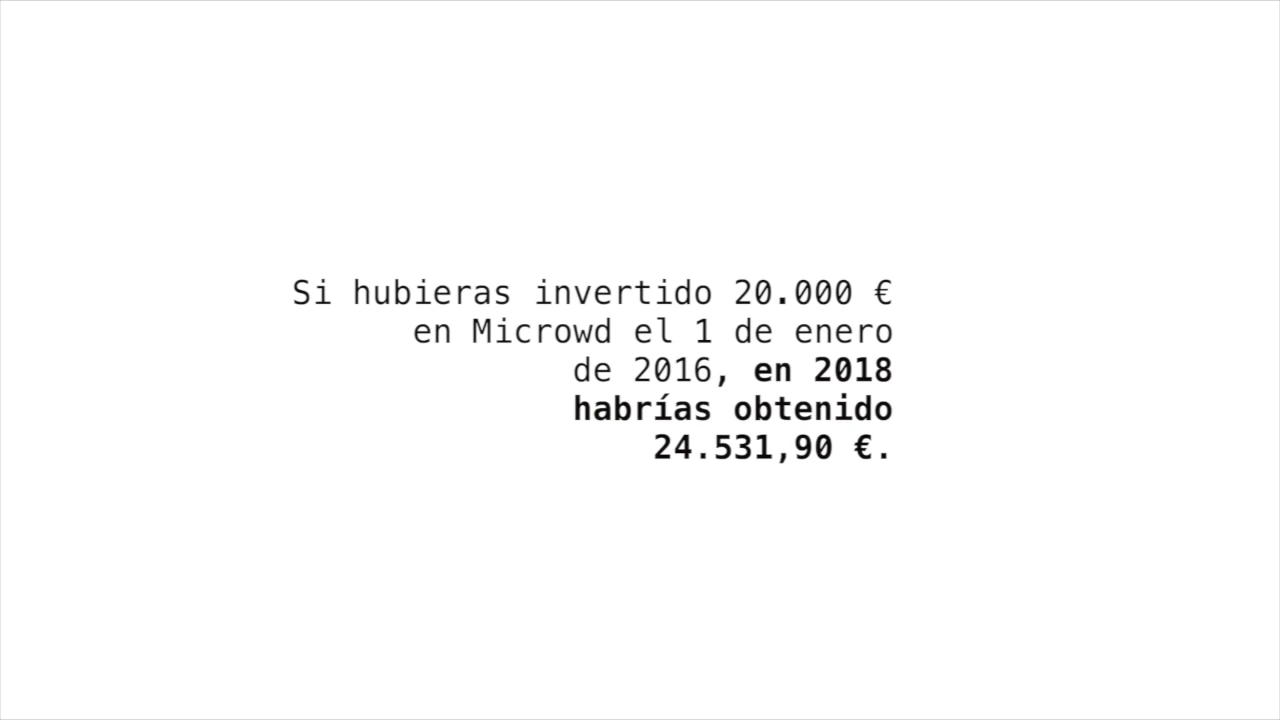 Si hubieras invertido 20.000 €
en Microwd el 1 de enero
de 2016, en 2018
habrías obtenido
24.531,90 €.